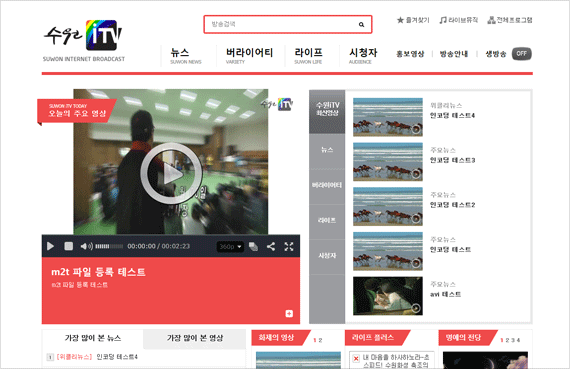 방송검색
즐겨찾기
라이브뮤직
전체프로그램
수원 iTV
SUWON INTERNET BROADCAST
뉴스
SUWON NEWS
버라이어티
VARIETY
라이프
SUWON LIFE
시청자
AUDIENCE
홍보영상
방송안내
생방송
OFF
SUWON iTV TODAY
오늘의 주요 영상
수원 iTV
00:00:00 / 00:02:23
360p
m2t 파일 등록 테스트
m2t 파일 등록 테스트
수원iTV
최신영상
뉴스
버라이어티
라이프
시청자
위클리뉴스
인코딩 테스트4
주요뉴스
인코딩 테스트3
주요뉴스
인코딩 테스트2
주요뉴스
인코딩 테스트
주요뉴스
avi 테스트
가장 많이 본 뉴스
가장 많이 본 영상
1 [위클리뉴스] 인코딩 테스트4
화제의 영상
1 2
라이프 플러스
내 마을을 하사하노라-초
스피드! 수원화성 축조의
명예의 전당
1 2 3 4